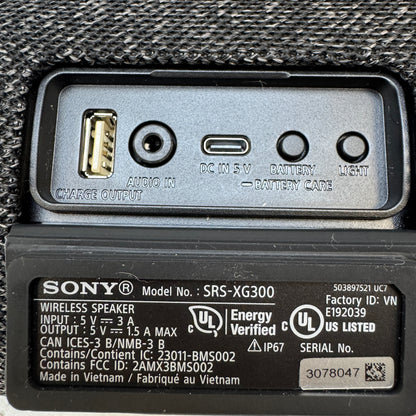 CHARGE OUTPUT
AUDIO IN
DC IN 5 V
BATTERY
LIGHT
BATTERY CARE
SONY® Model No. : SRS-XG300
WIRELESS SPEAKER
INPUT : 5 V ⎓ 3 A
OUTPUT : 5 V ⎓ 1.5 A MAX
CAN ICES-3 B/NMB-3 B
Contains/Contient IC: 23011-BMS002
Contains FCC ID: 2AMX3BMS002
Made in Vietnam / Fabriqué au Vietnam
UL Energy Verified
c UL us
LISTED
503897521 UC7
Factory ID: VN
E192039
IP67
SERIAL No.
3078047